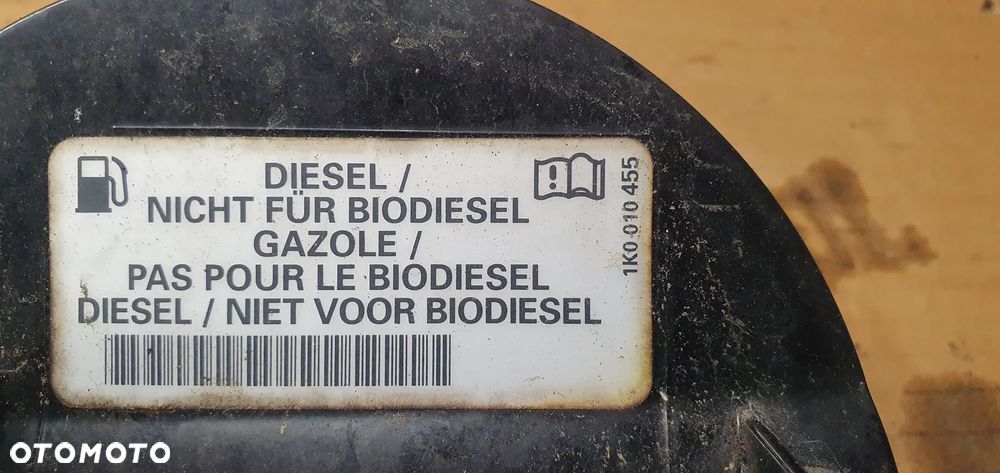 DIESEL /
NICHT FÜR BIODIESEL
GAZOLE /
PAS POUR LE BIODIESEL
DIESEL / NIET VOOR BIODIESEL
1K0 010 455
OTOMOTO